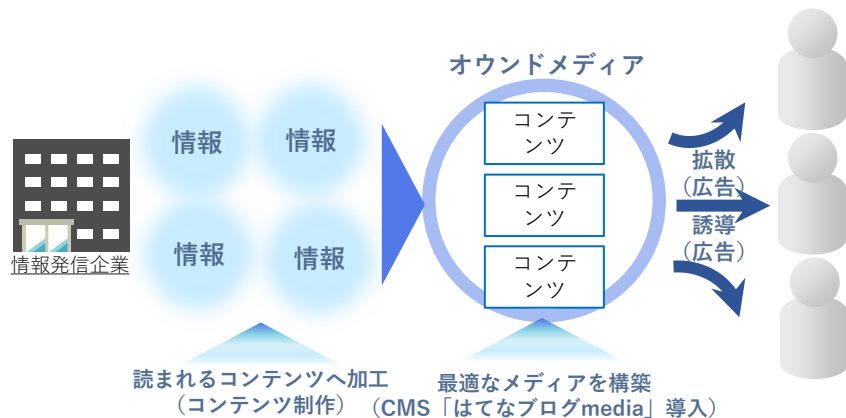 オウンドメディア
情報
情報
情報
情報
情報発信企業
コンテ
ンツ
コンテ
ンツ
コンテ
ンツ
拡散
（広告）
誘導
（広告）
読まれるコンテンツへ加工
（コンテンツ制作）
最適なメディアを構築
（CMS「はてなブログmedia」導入）